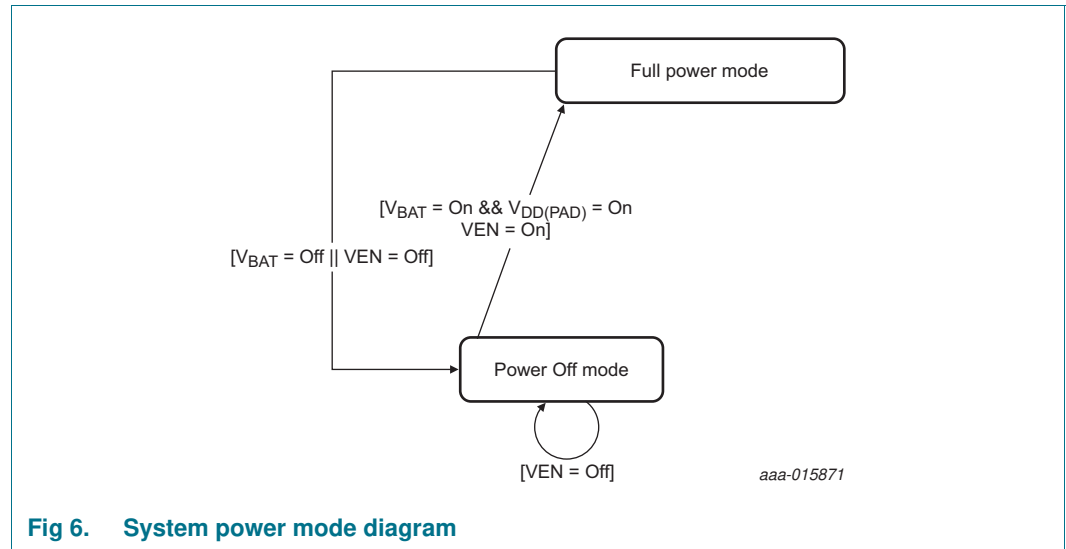 Full power mode
[VBAT = On && VDD(PAD) = On
VEN = On]
[VBAT = Off || VEN = Off]
Power Off mode
[VEN = Off]
aaa-015871
Fig 6. System power mode diagram